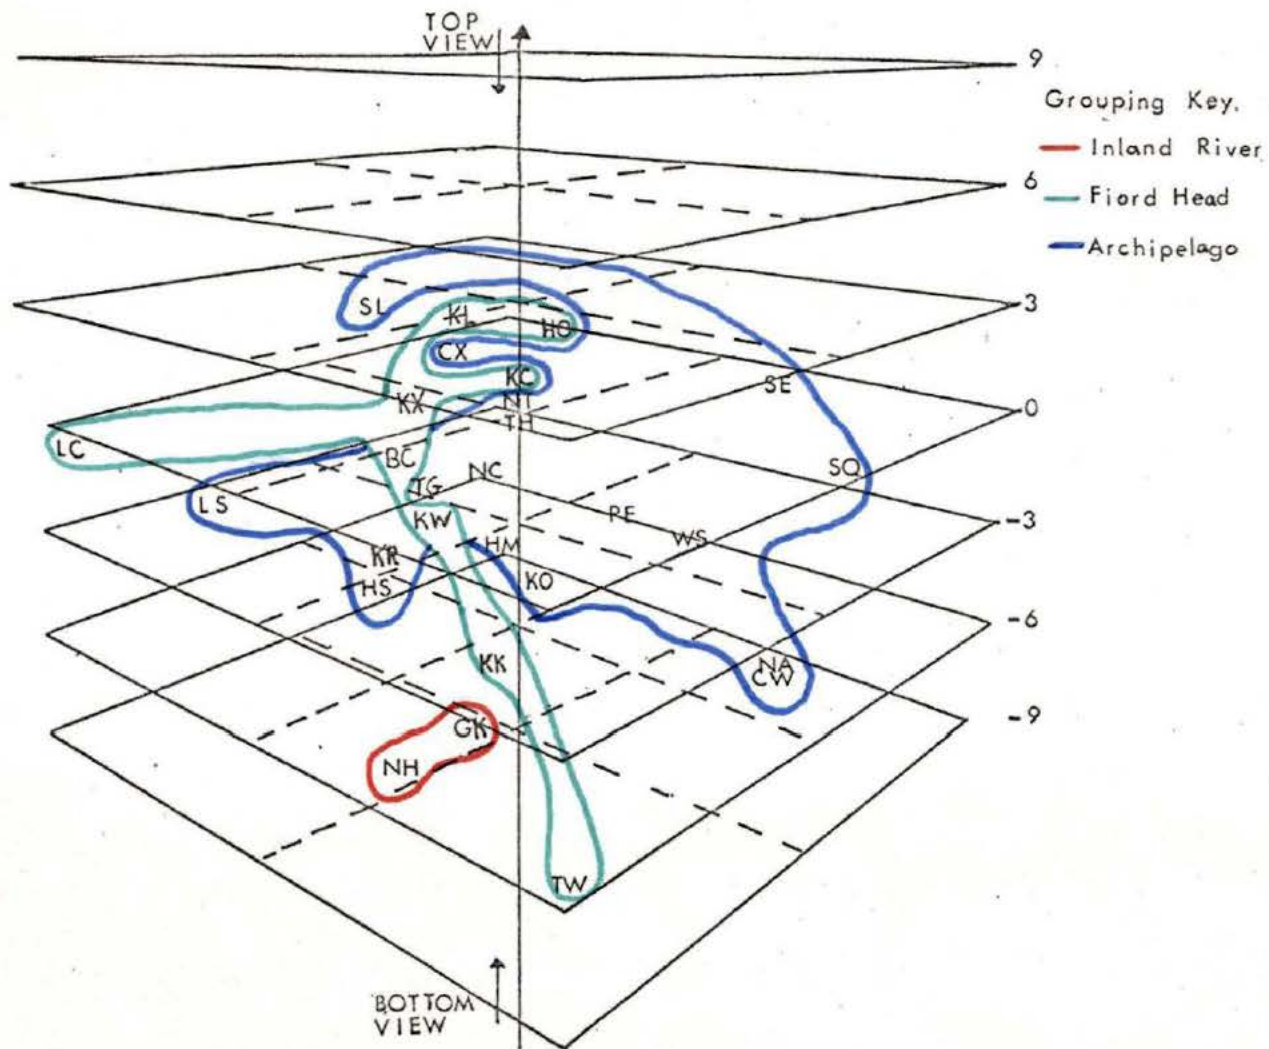 TOP
VIEW
9
Grouping Key.
Inland River
6
Fiord Head
Archipelago
3
SL
KL
HO
CX
KC
SE
KX
NT
0
TH
LC
BC
SQ
NC
TG
LS
PE
KW
-3
WS
HM
KR
KO
HS
-6
KK
NA
CW
-9
GK
NH
TW
BOTTOM
VIEW